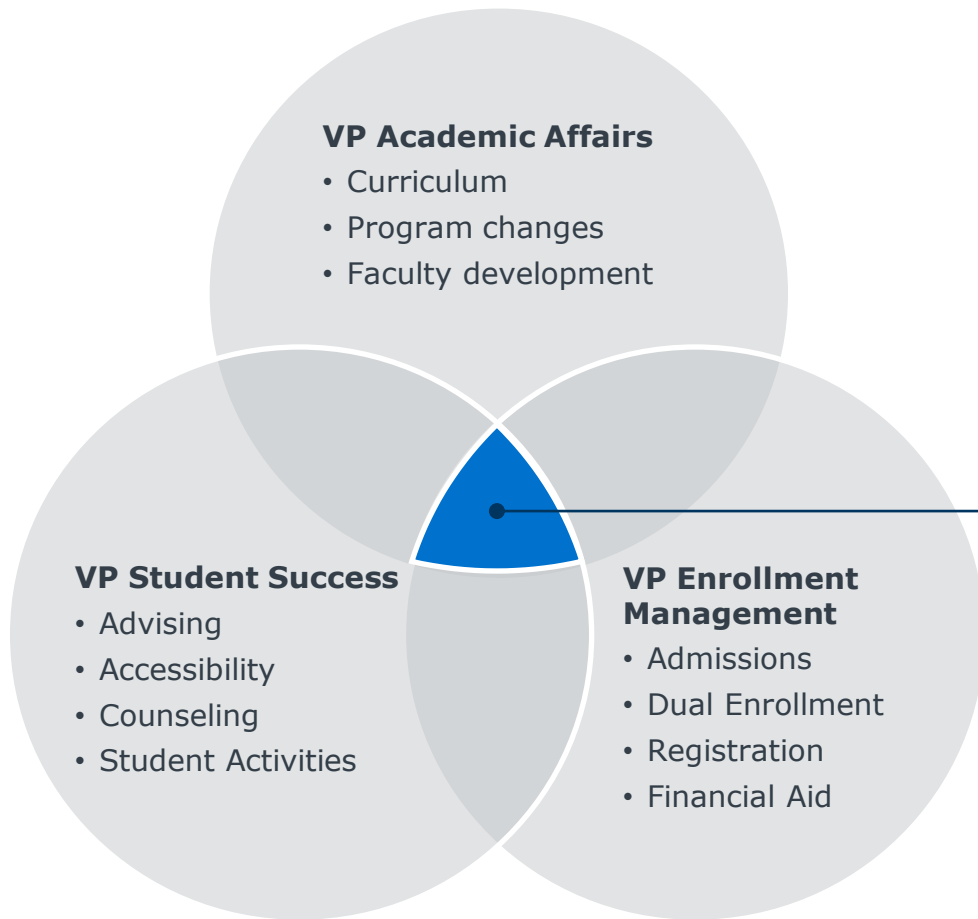 VP Academic Affairs
• Curriculum
• Program changes
• Faculty development
VP Student Success
• Advising
• Accessibility
• Counseling
• Student Activities
VP Enrollment
Management
• Admissions
• Dual Enrollment
• Registration
• Financial Aid